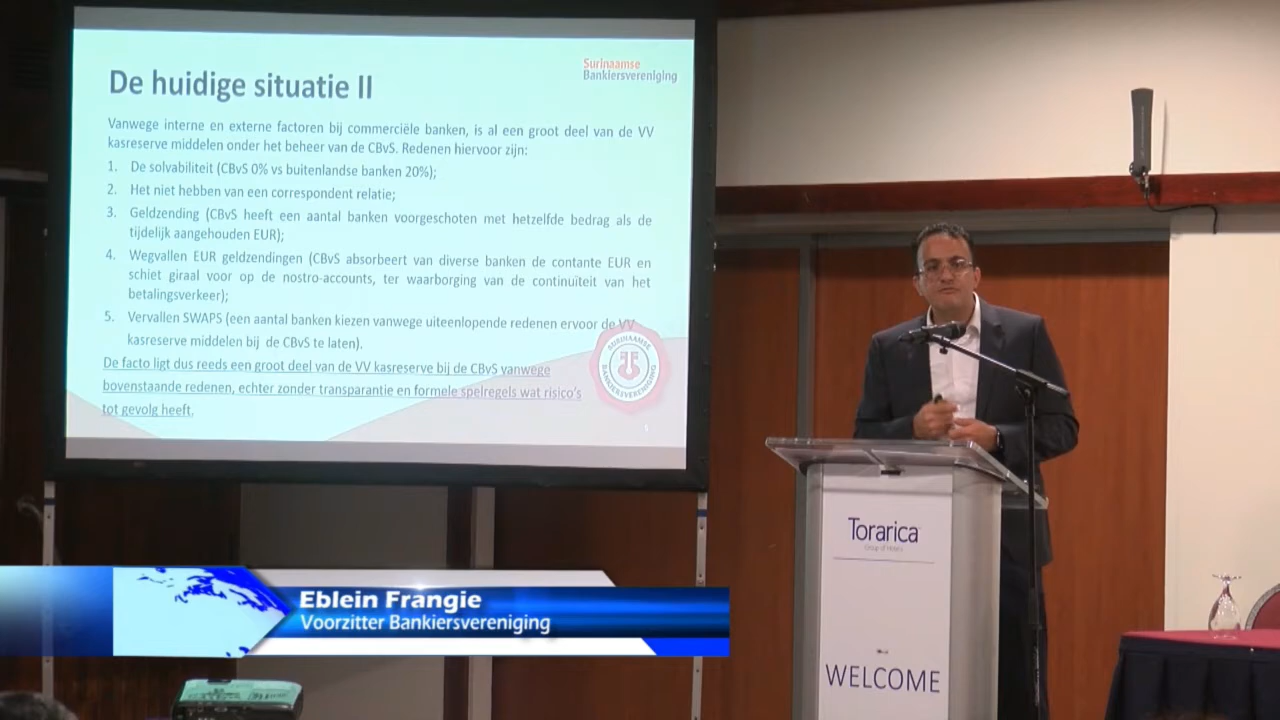 De huidige situatie II
Surinaamse
Bankiersvereniging
Vanwege interne en externe factoren bij commerciële banken, is al een groot deel van de VV
kasreserve middelen onder het beheer van de CBvS. Redenen hiervoor zijn:
1. De solvabiliteit (CBvS 0% vs buitenlandse banken 20%);
2. Het niet hebben van een correspondent relatie;
3. Geldzending (CBvS heeft een aantal banken voorgeschoten met hetzelfde bedrag als de
tijdelijk aangehouden EUR);
4. Wegvallen EUR geldzendingen (CBvS absorbeert van diverse banken de contante EUR en
schiet giraal voor op de nostro-accounts, ter waarborging van de continuïteit van het
betalingsverkeer);
5. Vervallen SWAPS (een aantal banken kiezen vanwege uiteenlopende redenen ervoor de VV
kasreserve middelen bij de CBvS te laten).
De facto ligt dus reeds een groot deel van de VV kasreserve bij de CBvS vanwege
bovenstaande redenen, echter zonder transparantie en formele spelregels wat risico's
tot gevolg heeft.
SURINAAMSE
BANKIERSVERENIGING
5
Torarica
Group of Hotels
WELCOME
Eblein Frangie
Voorzitter Bankiersvereniging